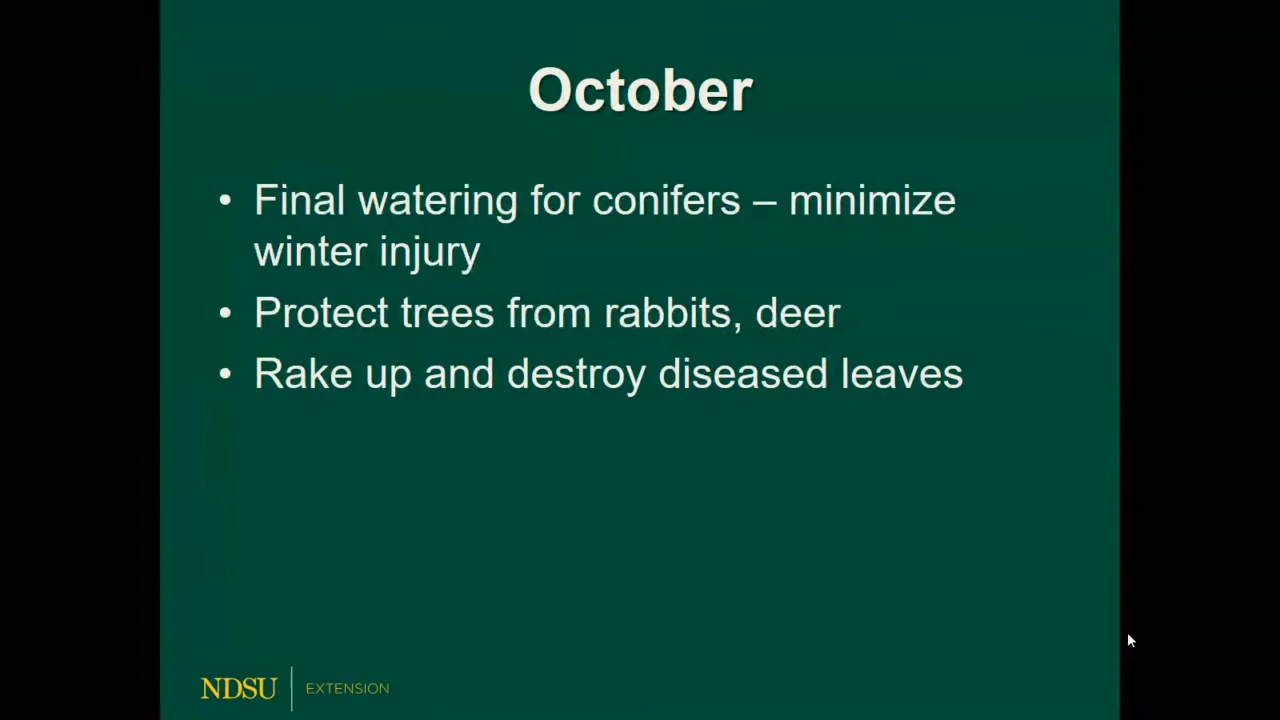 October
• Final watering for conifers – minimize
winter injury
• Protect trees from rabbits, deer
• Rake up and destroy diseased leaves
NDSU | EXTENSION